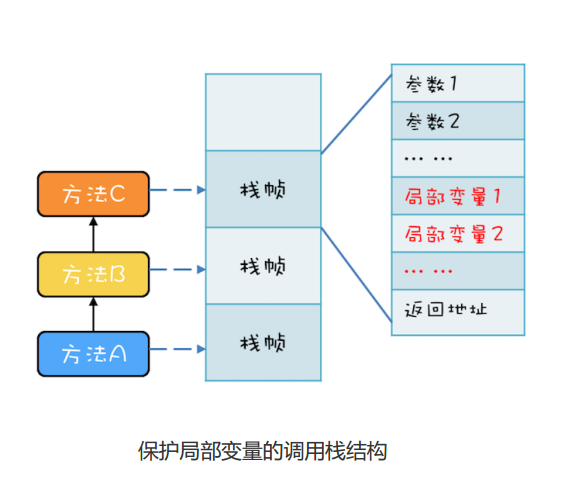 方法C
方法B
方法A
栈帧
栈帧
栈帧
参数1
参数2
... ...
局部变量1
局部变量2
... ...
返回地址
保护局部变量的调用栈结构